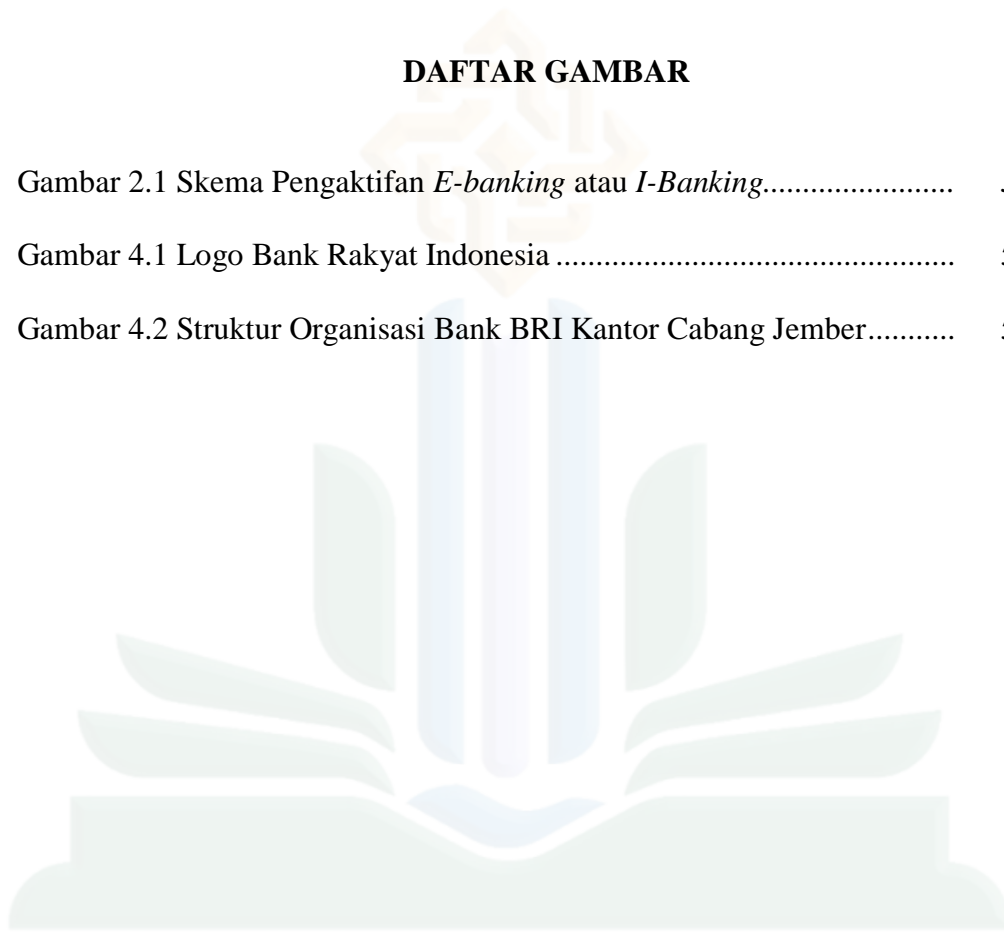 DAFTAR GAMBAR
Gambar 2.1 Skema Pengaktifan E-banking atau I-Banking........................
Gambar 4.1 Logo Bank Rakyat Indonesia ..................................................
Gambar 4.2 Struktur Organisasi Bank BRI Kantor Cabang Jember...........